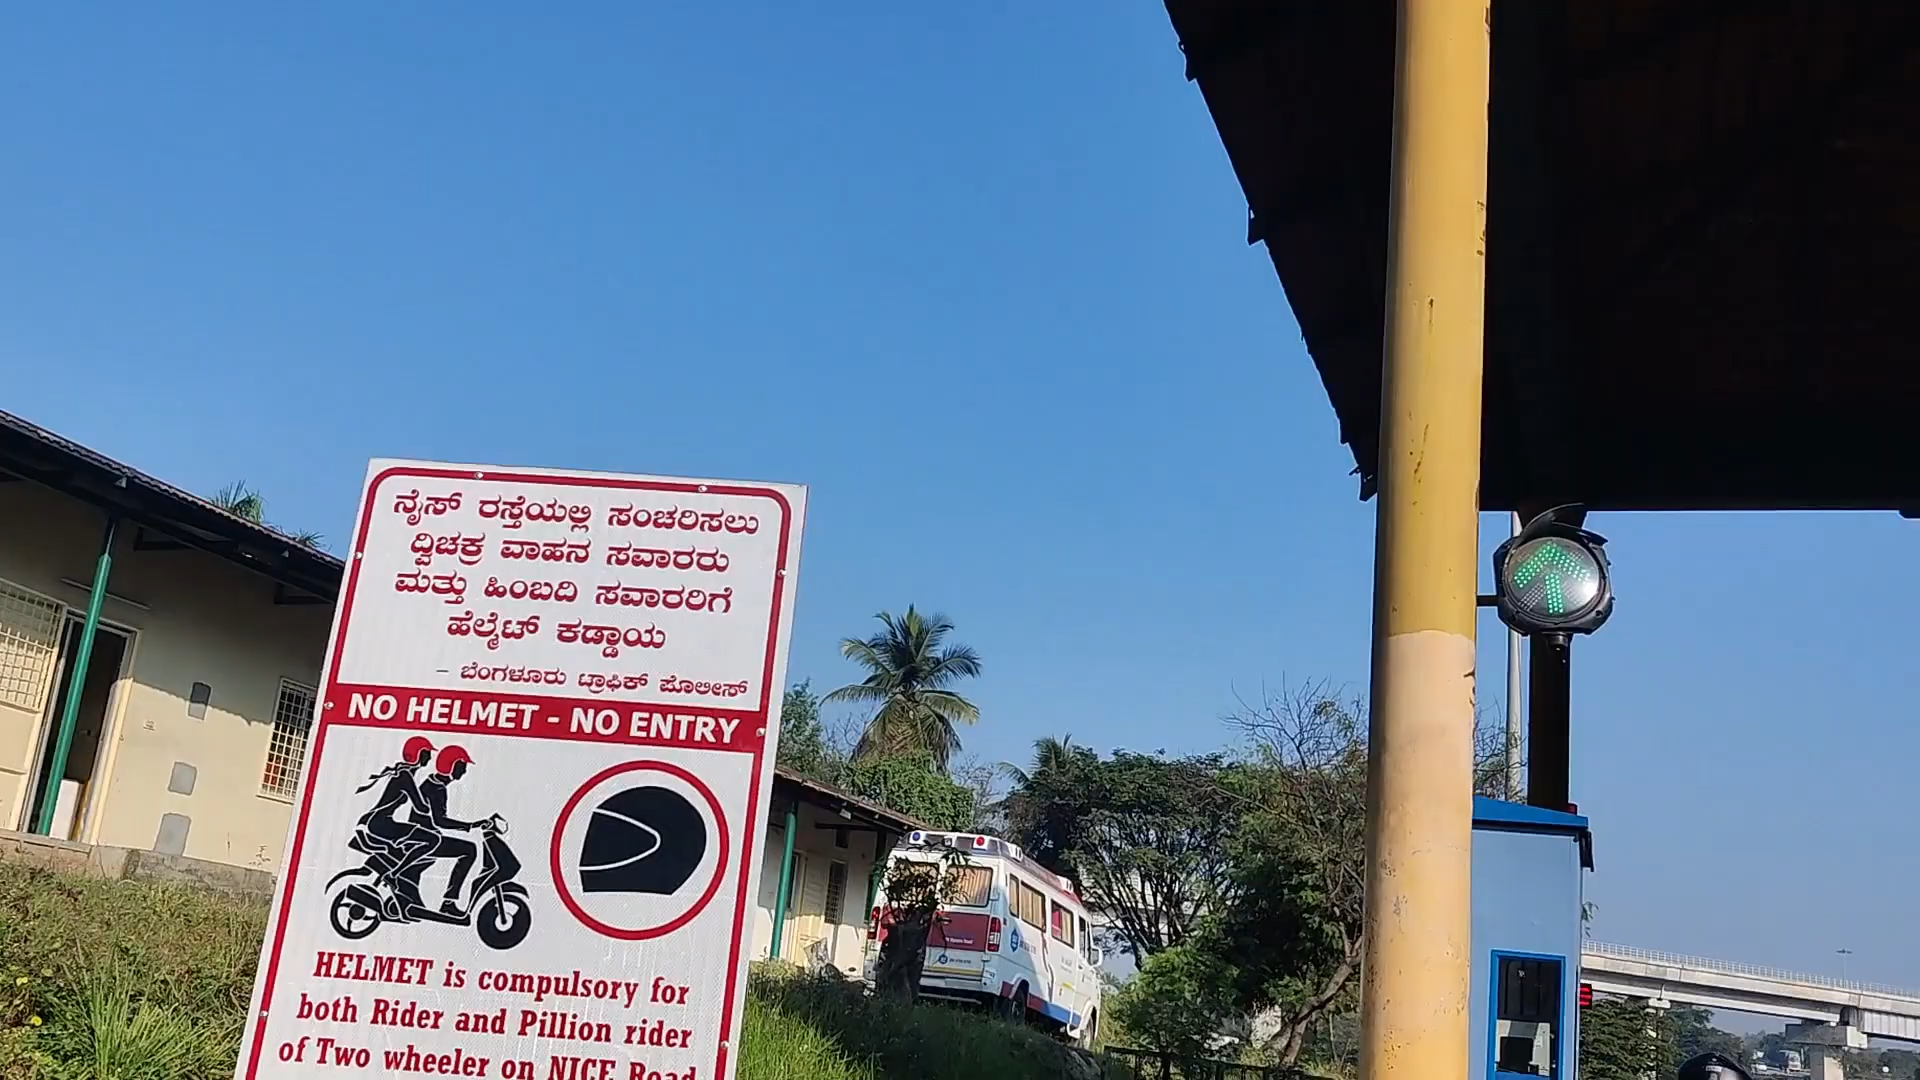 ನೈಸ್ ರಸ್ತೆಯಲ್ಲಿ ಸಂಚರಿಸಲು
ದ್ವಿಚಕ್ರ ವಾಹನ ಸವಾರರು
ಮತ್ತು ಹಿಂಬದಿ ಸವಾರರಿಗೆ
ಹೆಲ್ಮೆಟ್ ಕಡ್ಡಾಯ
– ಬೆಂಗಳೂರು ಟ್ರಾಫಿಕ್ ಪೊಲೀಸ್
NO HELMET - NO ENTRY
HELMET is compulsory for
both Rider and Pillion rider
of Two wheeler on NICE Road